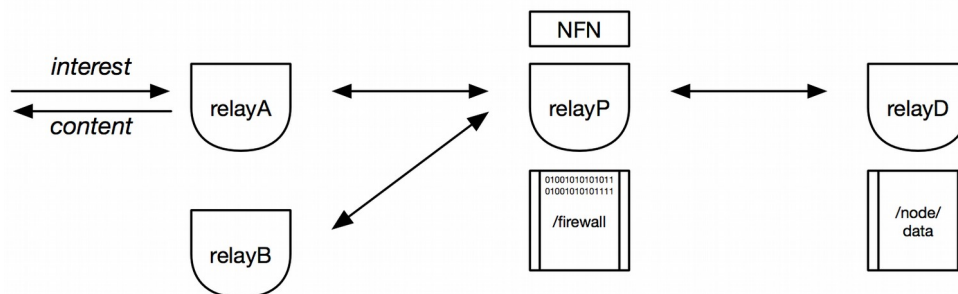 NFN
interest
relayA
relayP
relayD
content
01001010101011
01001010101111
/firewall
/node/
data
relayB